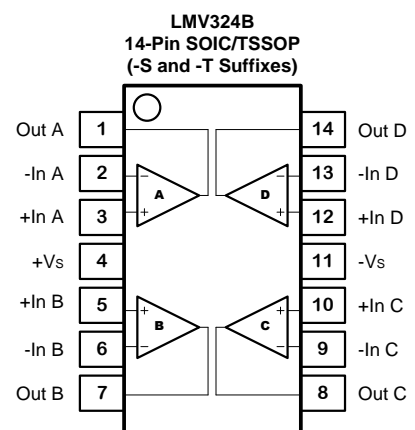 LMV324B
14-Pin SOIC/TSSOP
(-S and -T Suffixes)
Out A 1 14 Out D
-In A 2 − − 13 -In D
A D
+In A 3 + + 12 +In D
+Vs 4 11 -Vs
+In B 5 + + 10 +In C
B C
-In B 6 − − 9 -In C
Out B 7 8 Out C